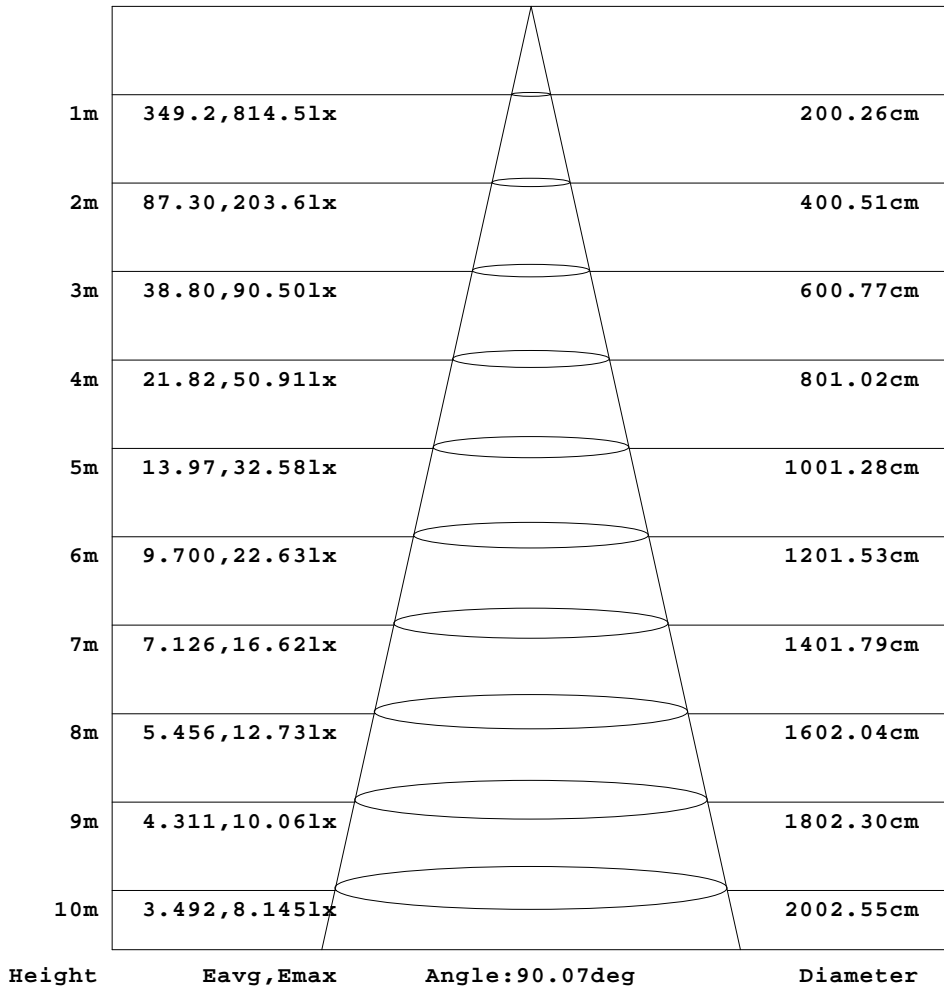 1m 349.2,814.5lx 200.26cm
2m 87.30,203.6lx 400.51cm
3m 38.80,90.50lx 600.77cm
4m 21.82,50.91lx 801.02cm
5m 13.97,32.58lx 1001.28cm
6m 9.700,22.63lx 1201.53cm
7m 7.126,16.62lx 1401.79cm
8m 5.456,12.73lx 1602.04cm
9m 4.311,10.06lx 1802.30cm
10m 3.492,8.145lx 2002.55cm
Height Eavg,Emax Angle:90.07deg Diameter